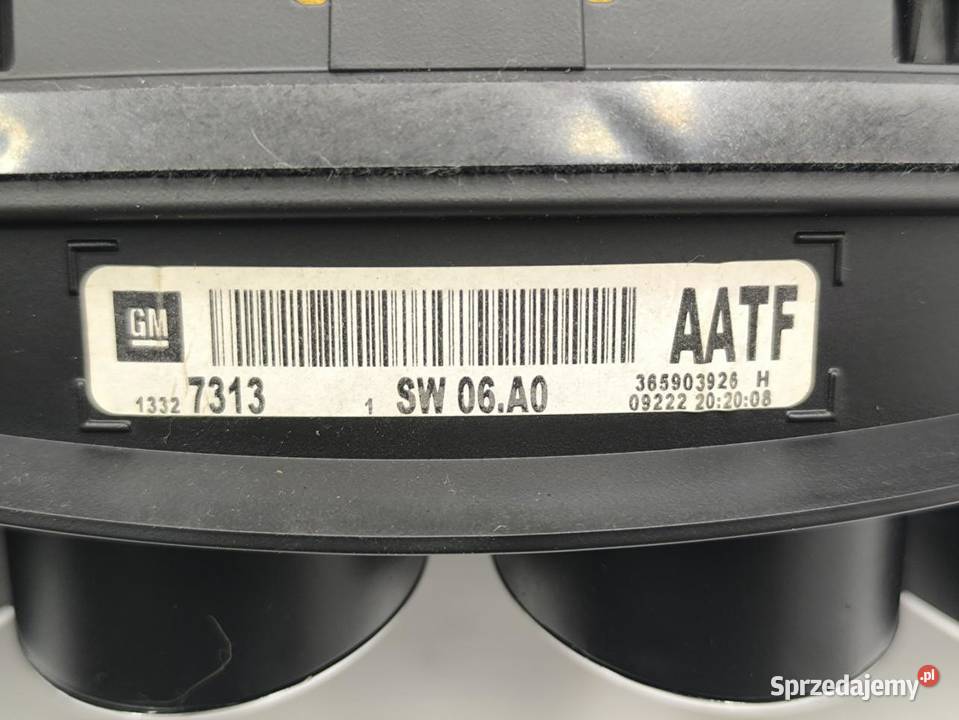 GM
AATF
1332 7313 1 SW 06.A0 365903926 H
09222 20:20:08
Sprzedajemy.pl